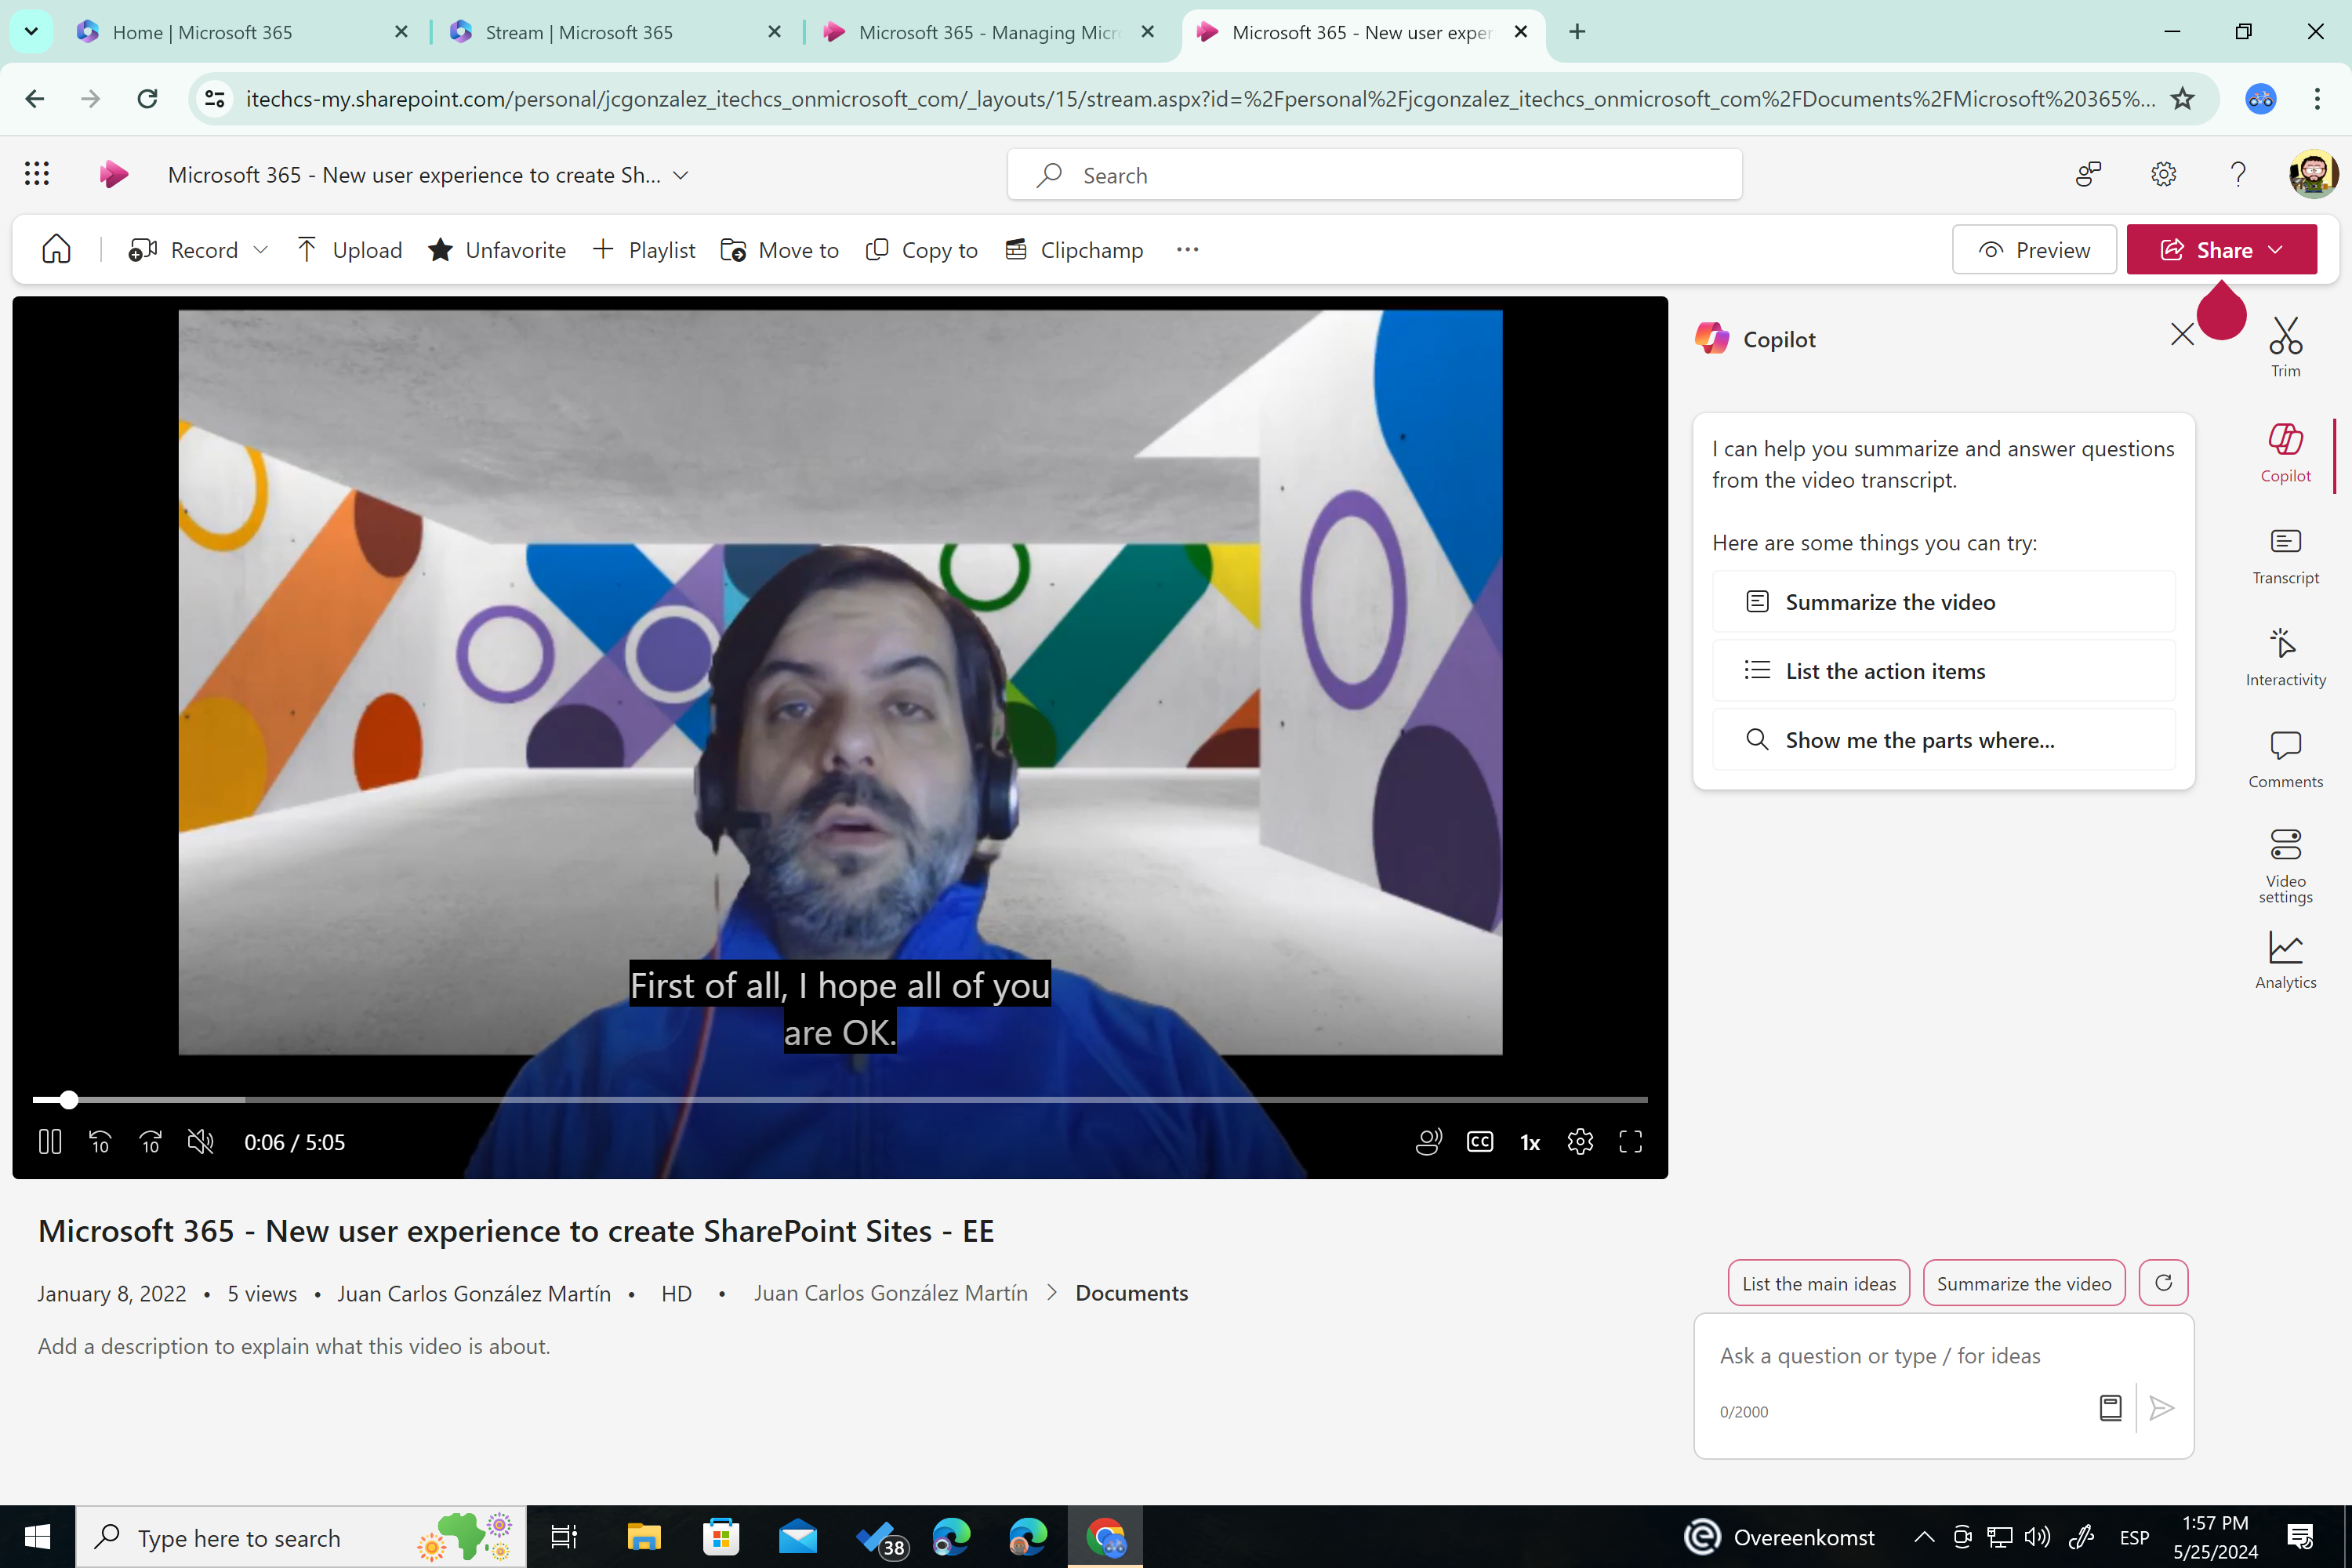 Home | Microsoft 365
Stream | Microsoft 365
Microsoft 365 - Managing Micr
Microsoft 365 - New user exper
itechcs-my.sharepoint.com/personal/jcgonzalez_itechcs_onmicrosoft_com/_layouts/15/stream.aspx?id=%2Fpersonal%2Fjcgonzalez_itechcs_onmicrosoft_com%2FDocuments%2FMicrosoft%20365%...
Microsoft 365 - New user experience to create Sh...
Search
Record
Upload
Unfavorite
Playlist
Move to
Copy to
Clipchamp
Preview
Share
Copilot
I can help you summarize and answer questions
from the video transcript.
Here are some things you can try:
Summarize the video
List the action items
Show me the parts where...
Trim
Copilot
Transcript
Interactivity
Comments
Video
settings
Analytics
First of all, I hope all of you
are OK.
10
10
0:06 / 5:05
CC
1x
Microsoft 365 - New user experience to create SharePoint Sites - EE
January 8, 2022 • 5 views • Juan Carlos González Martín • HD • Juan Carlos González Martín > Documents
Add a description to explain what this video is about.
List the main ideas
Summarize the video
Ask a question or type / for ideas
0/2000
Type here to search
38
Overeenkomst
ESP
1:57 PM
5/25/2024